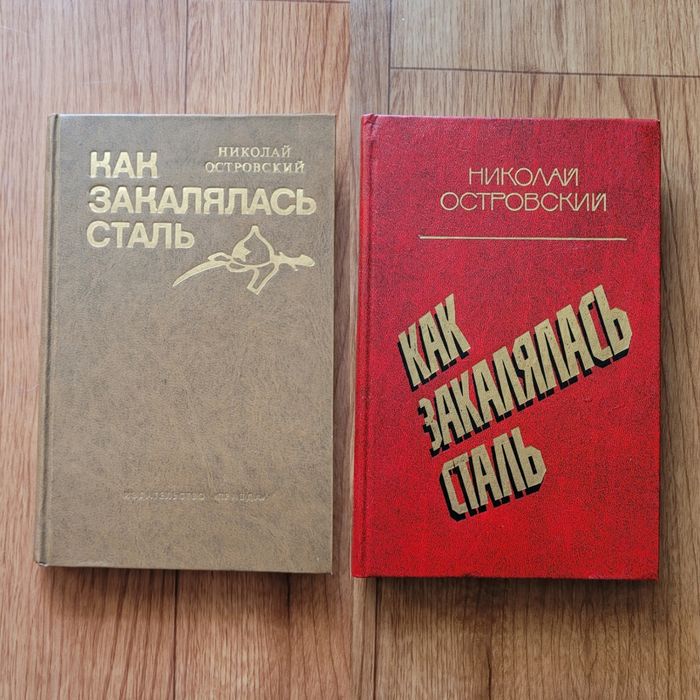 НИКОЛАЙ
ОСТРОВСКИЙ
КАК
ЗАКАЛЯЛАСЬ
СТАЛЬ
ИЗДАТЕЛЬСТВО «ПРАВДА»
НИКОЛАЙ
ОСТРОВСКИЙ
КАК
ЗАКАЛЯЛАСЬ
СТАЛЬ